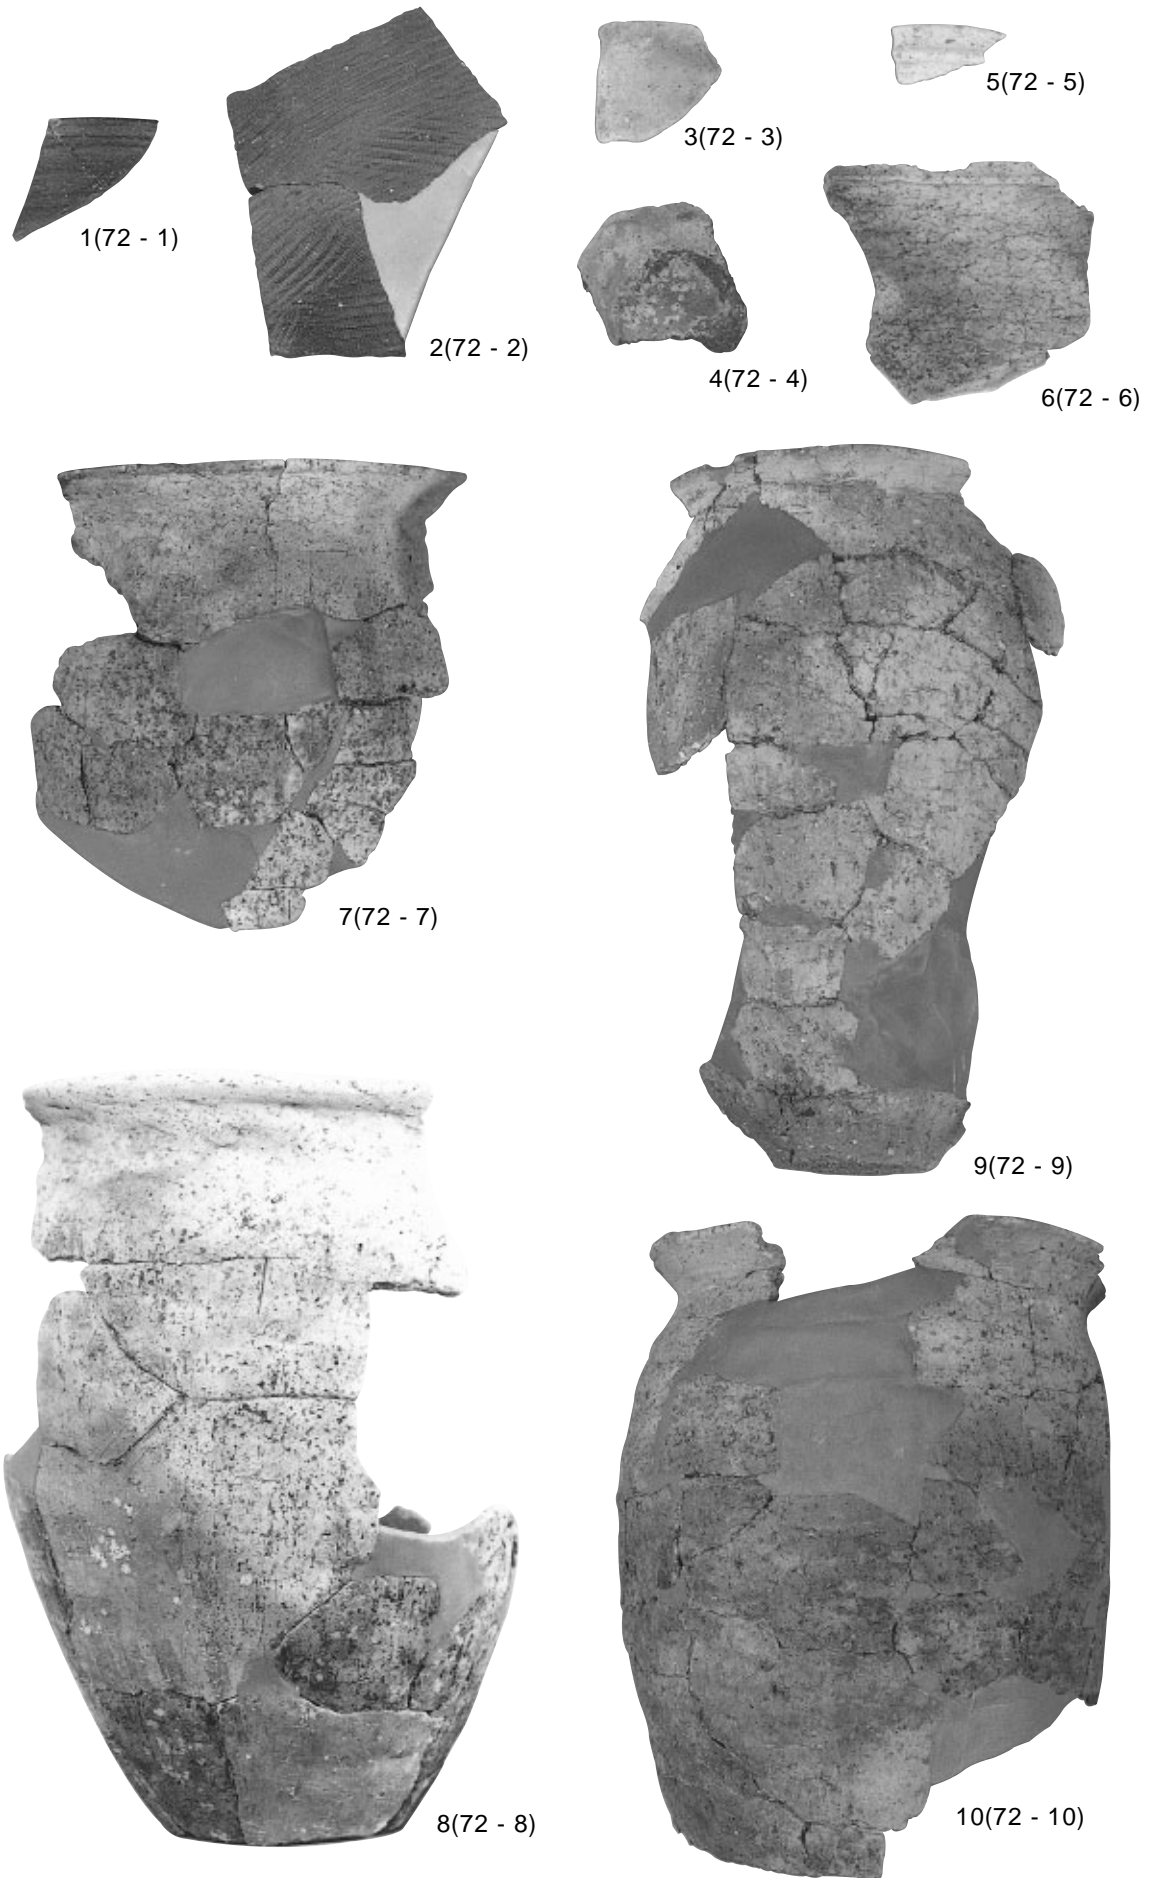 1(72 - 1)
2(72 - 2)
3(72 - 3)
4(72 - 4)
5(72 - 5)
6(72 - 6)
7(72 - 7)
8(72 - 8)
9(72 - 9)
10(72 - 10)